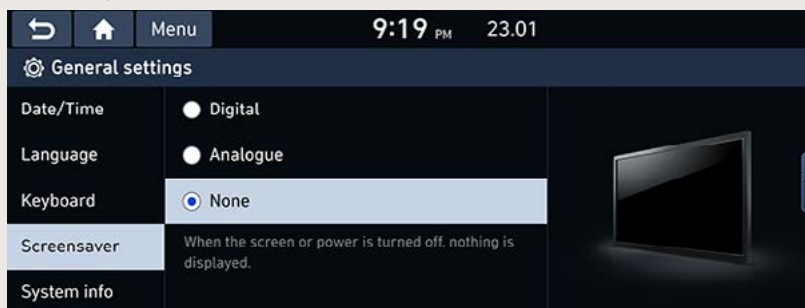 Menu 9:19 PM 23.01
General settings
Date/Time
Digital
Language
Analogue
Keyboard
None
Screensaver
When the screen or power is turned off. nothing is
displayed.
System info